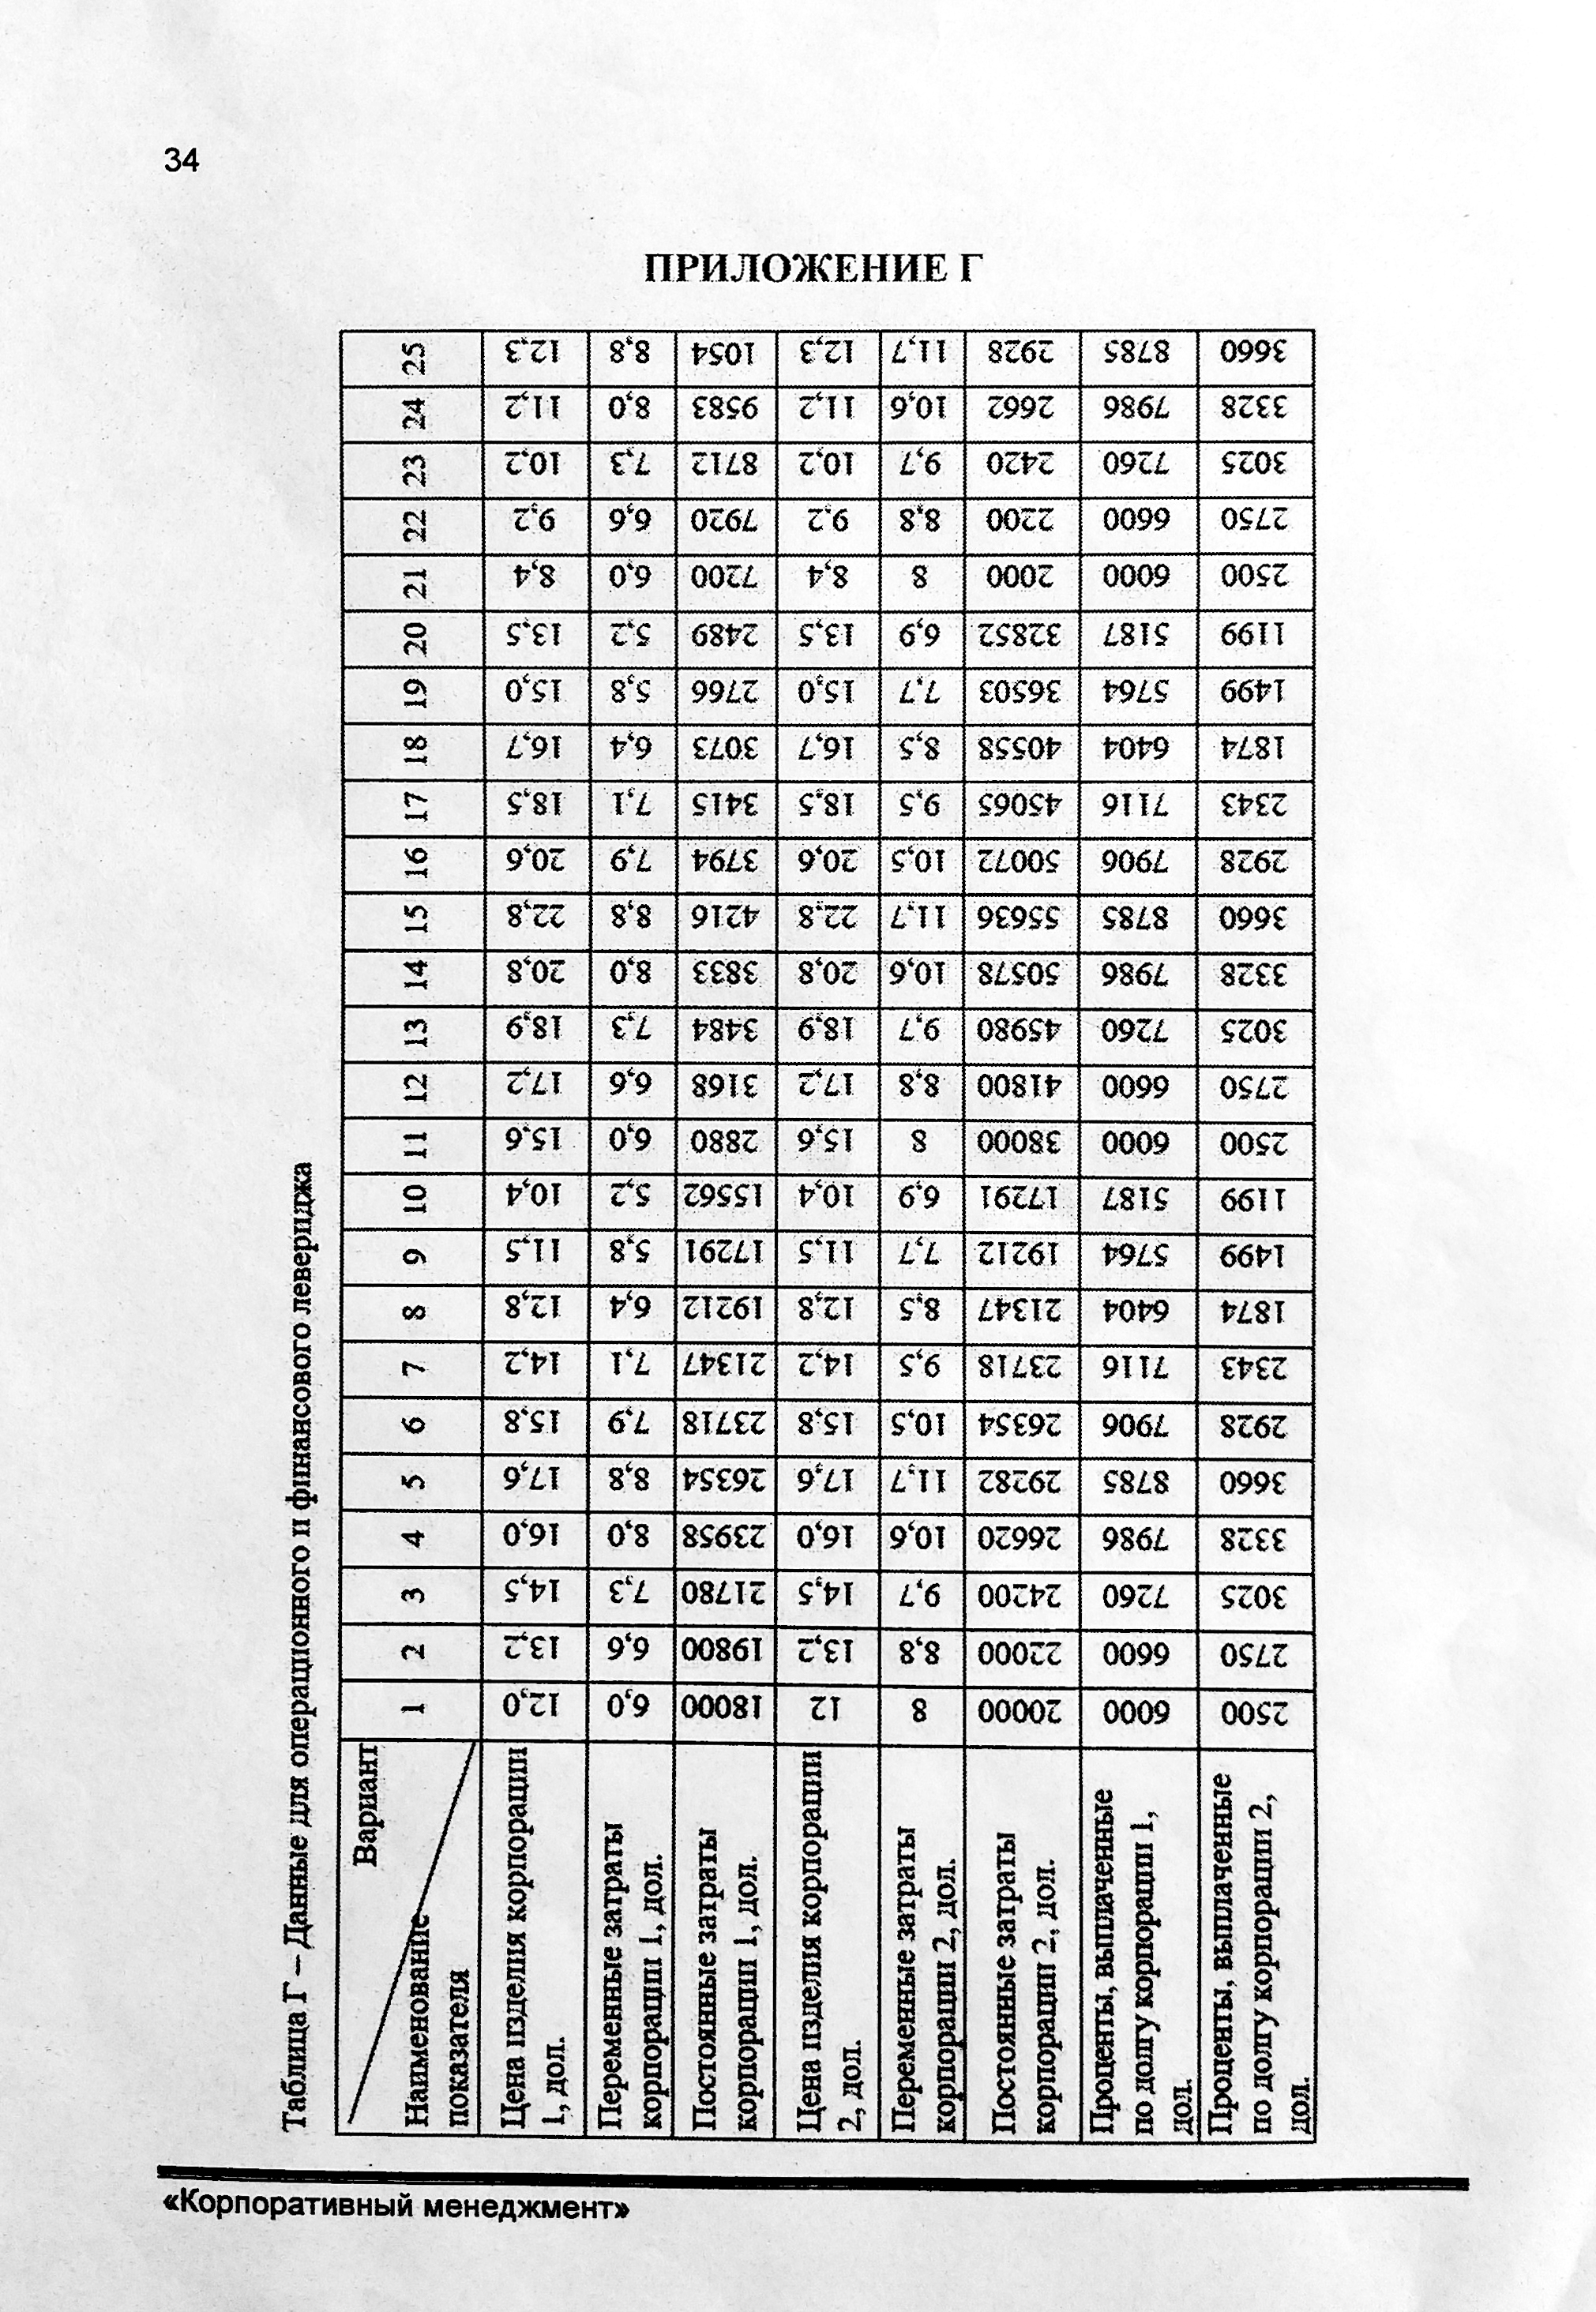 34
ПРИЛОЖЕНИЕ Г
Таблица Г – Данные для операционного и финансового левериджа
Вариант
Наименование
показателя
1 2 3 4 5 6 7 8 9 10 11 12 13 14 15 16 17 18 19 20 21 22 23 24 25
Цена изделия корпорации
1, дол.
12,0 13,2 14,5 16,0 17,6 15,8 14,2 12,8 11,5 10,4 15,6 17,2 18,9 20,8 22,8 20,6 18,5 16,7 15,0 13,5 8,4 9,2 10,2 11,2 12,3
Переменные затраты
корпорации 1, дол.
6,0 6,6 7,3 8,0 8,8 7,9 7,1 6,4 5,8 5,2 6,0 6,6 7,3 8,0 8,8 7,9 7,1 6,4 5,8 5,2 6,0 6,6 7,3 8,0 8,8
Постоянные затраты
корпорации 1, дол.
18000 19800 21780 23958 26354 23718 21347 19212 17291 15562 2880 3168 3484 3833 4216 3794 3415 3073 2766 2489 7200 7920 8712 9583 1054
Цена изделия корпорации
2, дол.
12 13,2 14,5 16,0 17,6 15,8 14,2 12,8 11,5 10,4 15,6 17,2 18,9 20,8 22,8 20,6 18,5 16,7 15,0 13,5 8,4 9,2 10,2 11,2 12,3
Переменные затраты
корпорации 2, дол.
8 8,8 9,7 10,6 11,7 10,5 9,5 8,5 7,7 6,9 8 8,8 9,7 10,6 11,7 10,5 9,5 8,5 7,7 6,9 8 8,8 9,7 10,6 11,7
Постоянные затраты
корпорации 2, дол.
20000 22000 24200 26620 29282 26354 23718 21347 19212 17291 38000 41800 45980 50578 55636 50072 45065 40558 36503 32852 2000 2200 2420 2662 2928
Проценты, выплаченные
по долгу корпорации 1,
дол.
6000 6600 7260 7986 8785 7906 7116 6404 5764 5187 6000 6600 7260 7986 8785 7906 7116 6404 5764 5187 6000 6600 7260 7986 8785
Проценты, выплаченные
по долгу корпорации 2,
дол.
2500 2750 3025 3328 3660 2928 2343 1874 1499 1199 2500 2750 3025 3328 3660 2928 2343 1874 1499 1199 2500 2750 3025 3328 3660
«Корпоративный менеджмент»